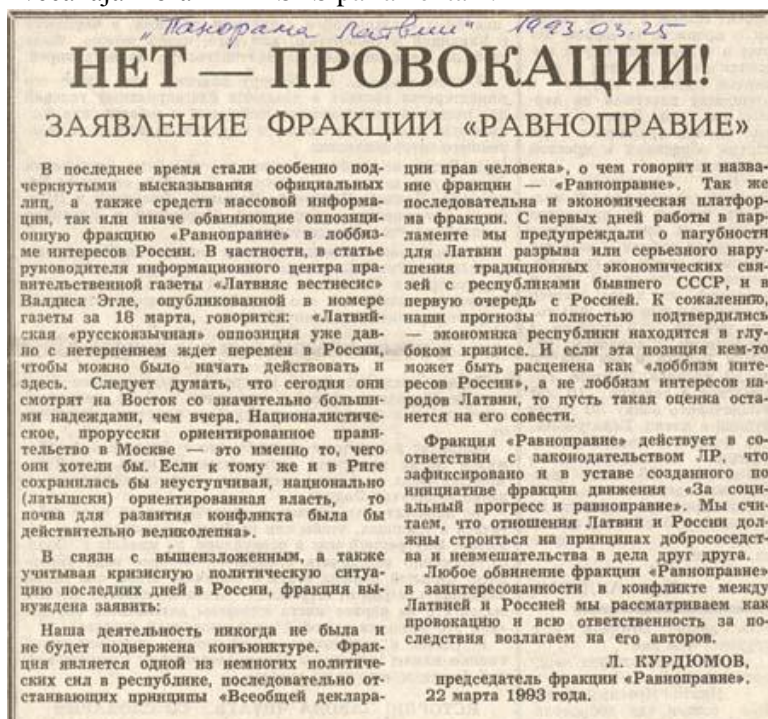 „Панорама Латвии" 1993.03.25
НЕТ — ПРОВОКАЦИИ!
ЗАЯВЛЕНИЕ ФРАКЦИИ «РАВНОПРАВИЕ»
В последнее время стали особенно под-
черкнутыми высказывания официальных
лиц, а также средств массовой информа-
ции, так или иначе обвиняющие оппозици-
онную фракцию «Равноправие» в лоббиз-
ме интересов России. В частности, в статье
руководителя информационного центра пра-
вительственной газеты «Латвияс вестнесис»
Валдиса Эгле, опубликованной в номере
газеты за 18 марта, говорится: «Латвий-
ская «русскоязычная» оппозиция уже дав-
но с нетерпением ждет перемен в России,
чтобы можно было начать действовать и
здесь. Следует думать, что сегодня они
смотрят на Восток со значительно больши-
ми надеждами, чем вчера. Националистиче-
ское, прорусски ориентированное прави-
тельство в Москве — это именно то, чего
они хотели бы. Если к тому же и в Риге
сохранилась бы неуступчивая, национально
(латышски) ориентированная власть, то
почва для развития конфликта была бы
действительно великолепна».
В связи с вышеизложенным, а также
учитывая кризисную политическую ситуа-
цию последних дней в России, фракция вы-
нуждена заявить:
Наша деятельность никогда не была и
не будет подвержена конъюнктуре. Фрак-
ция является одной из немногих политиче-
ских сил в республике, последовательно от-
стаивающих принципы «Всеобщей деклара-
ции прав человека», о чем говорит и назва-
ние фракции — «Равноправие». Так же
последовательна и экономическая платфор-
ма фракции. С первых дней работы в пар-
ламенте мы предупреждали о пагубности
для Латвии разрыва или серьезного нару-
шения традиционных экономических свя-
зей с республиками бывшего СССР, и в
первую очередь с Россией. К сожалению,
наши прогнозы полностью подтвердились
— экономика республики находится в глу-
боком кризисе. И если эта позиция кем-то
может быть расценена как «лоббизм инте-
ресов России», а не лоббизм интересов на-
родов Латвии, то пусть такая оценка оста-
нется на его совести.
Фракция «Равноправие» действует в со-
ответствии с законодательством ЛР, что
зафиксировано и в уставе созданного по
инициативе фракции движения «За соци-
альный прогресс и равноправие». Мы счи-
таем, что отношения Латвии и России дол-
жны строиться на принципах добрососедст-
ва и невмешательства в дела друг друга.
Любое обвинение фракции «Равноправие»
в заинтересованности в конфликте между
Латвией и Россией мы рассматриваем как
провокацию и всю ответственность за по-
следствия возлагаем на его авторов.
Л. КУРДЮМОВ,
председатель фракции «Равноправие».
22 марта 1993 года.